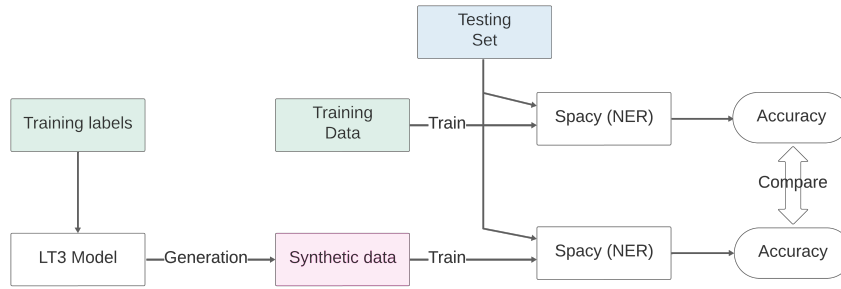 Testing
Set
Training labels
Training
Data
Train
Spacy (NER)
Accuracy
Compare
LT3 Model
Generation
Synthetic data
Train
Spacy (NER)
Accuracy